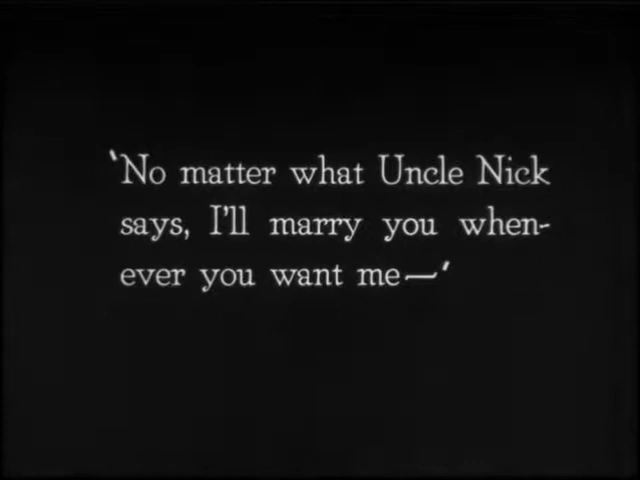 'No matter what Uncle Nick
says, I'll marry you when-
ever you want me—'